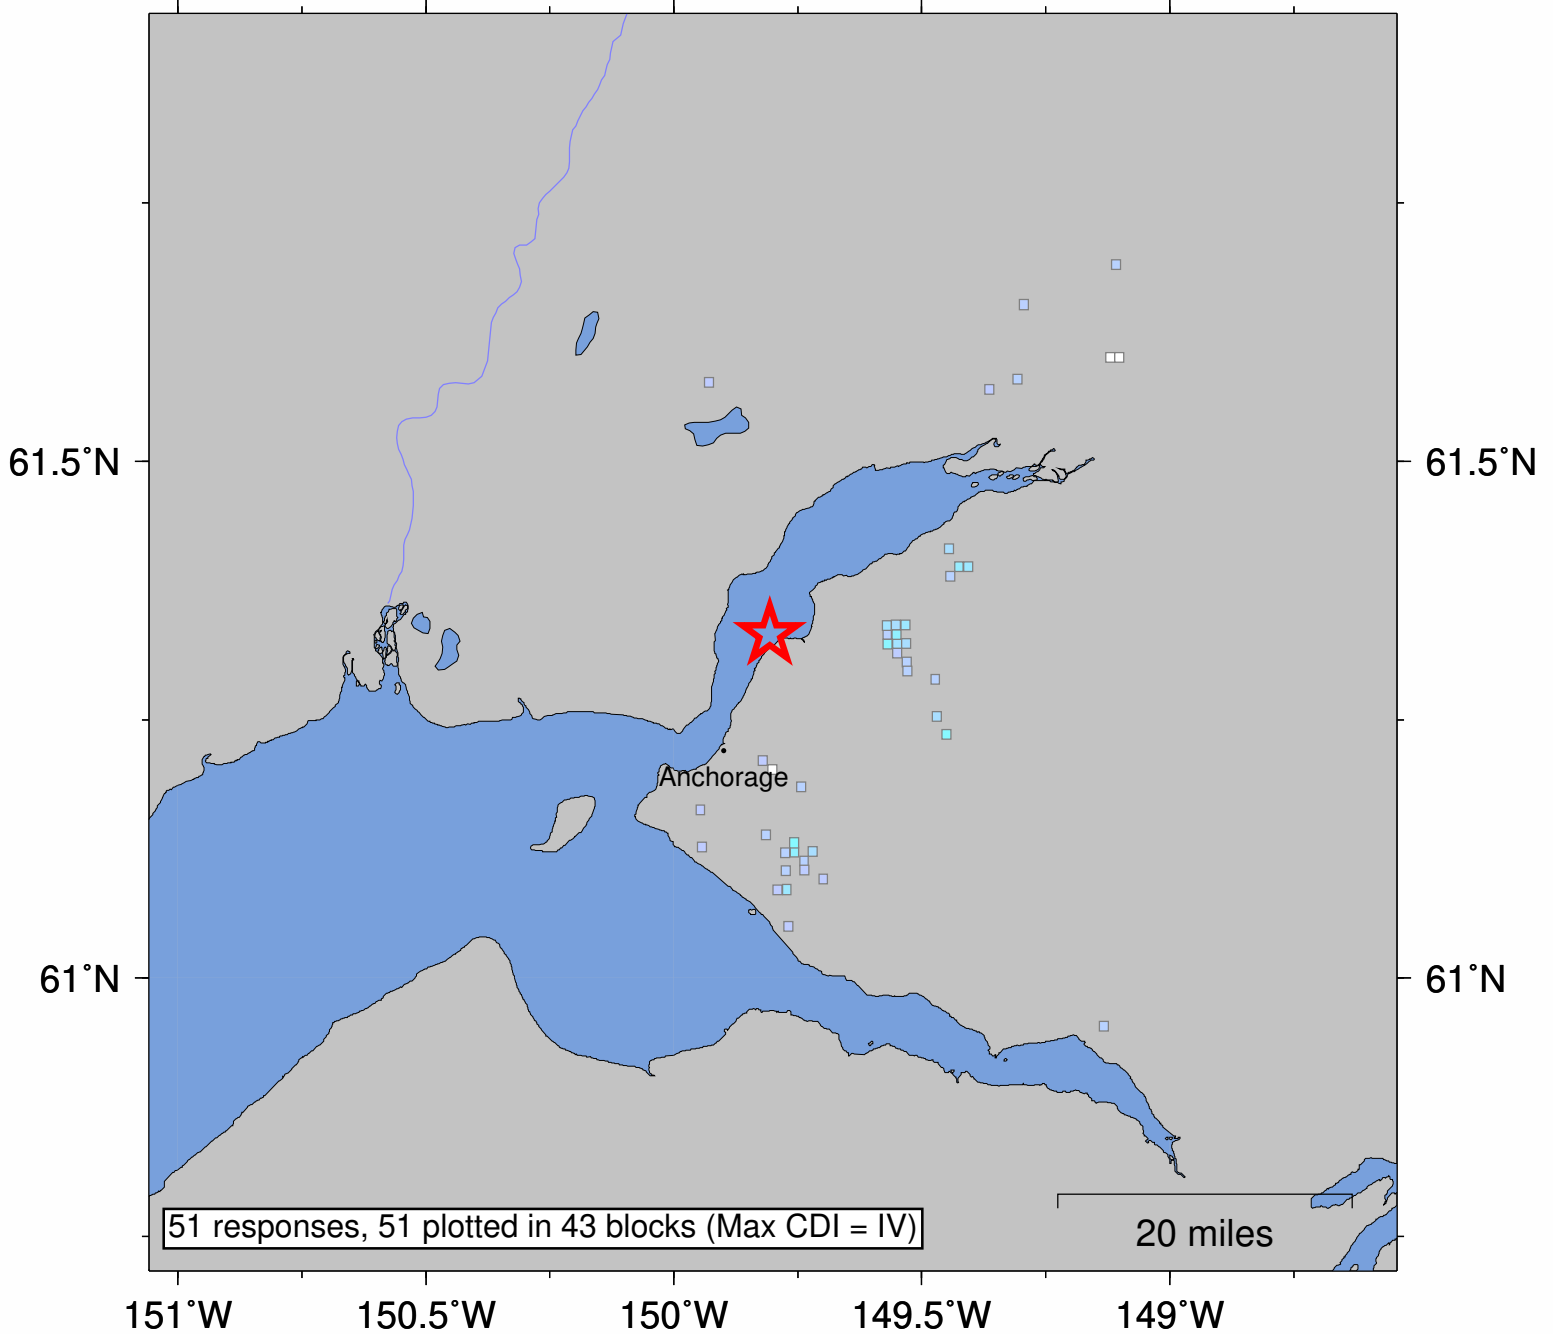 61.5˚N
61.5˚N
Anchorage
61˚N
61˚N
51 responses, 51 plotted in 43 blocks (Max CDI = IV)
20 miles
151˚W
150.5˚W
150˚W
149.5˚W
149˚W